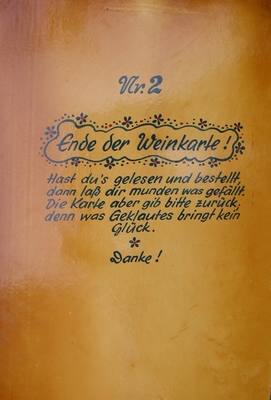 Nr. 2
Ende der Weinkarte!
Hast du's gelesen und bestellt,
dann laß dir munden was gefällt.
Die Karte aber gib bitte zurück;
denn was Geklautes bringt kein
Glück.
Danke!